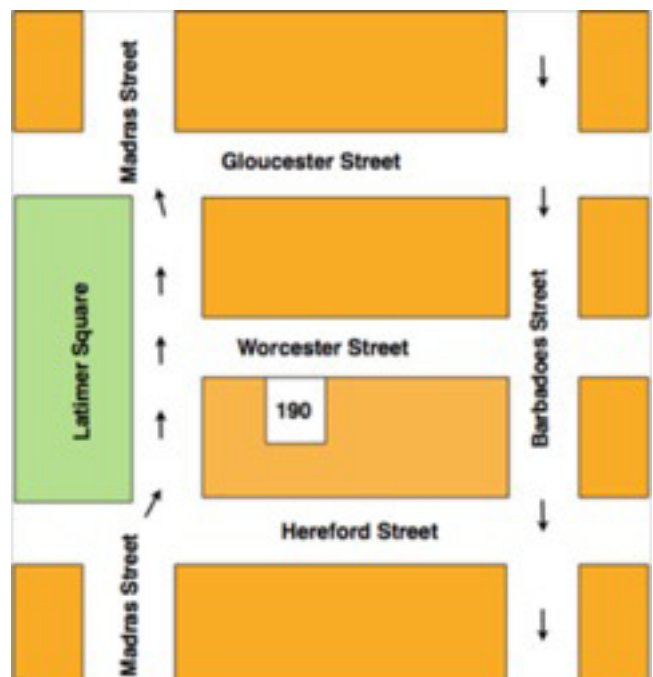 Madras Street
Gloucester Street
Latimer Square
Worcester Street
Barbadoes Street
190
Hereford Street
Madras Street